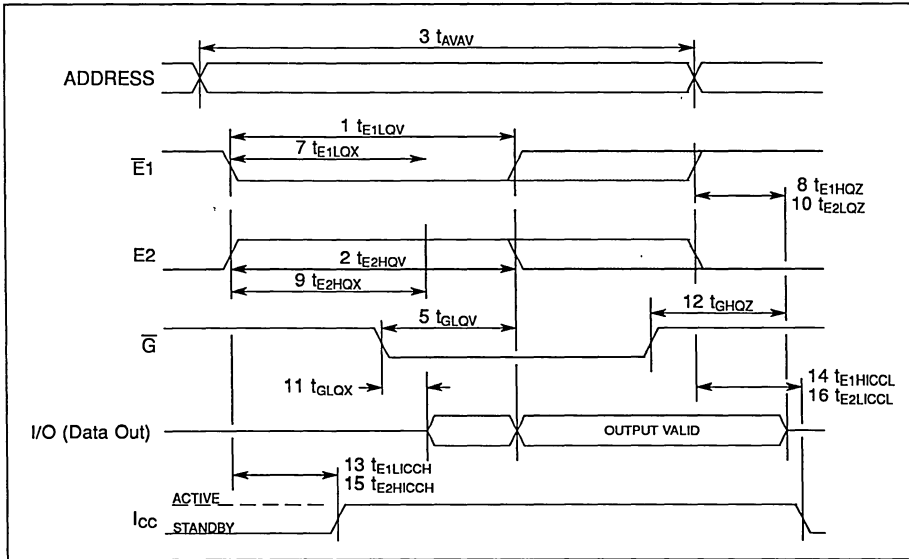 3 tAVAV
ADDRESS
1 tE1LQV
7 tE1LQX
E̅1
8 tE1HQZ
10 tE2LQZ
E2
2 tE2HQV
9 tE2HQX
12 tGHQZ
5 tGLQV
G̅
11 tGLQX
14 tE1HICCL
16 tE2LICCL
I/O (Data Out)
OUTPUT VALID
13 tE1LICCH
15 tE2HICCH
ACTIVE
ICC
STANDBY